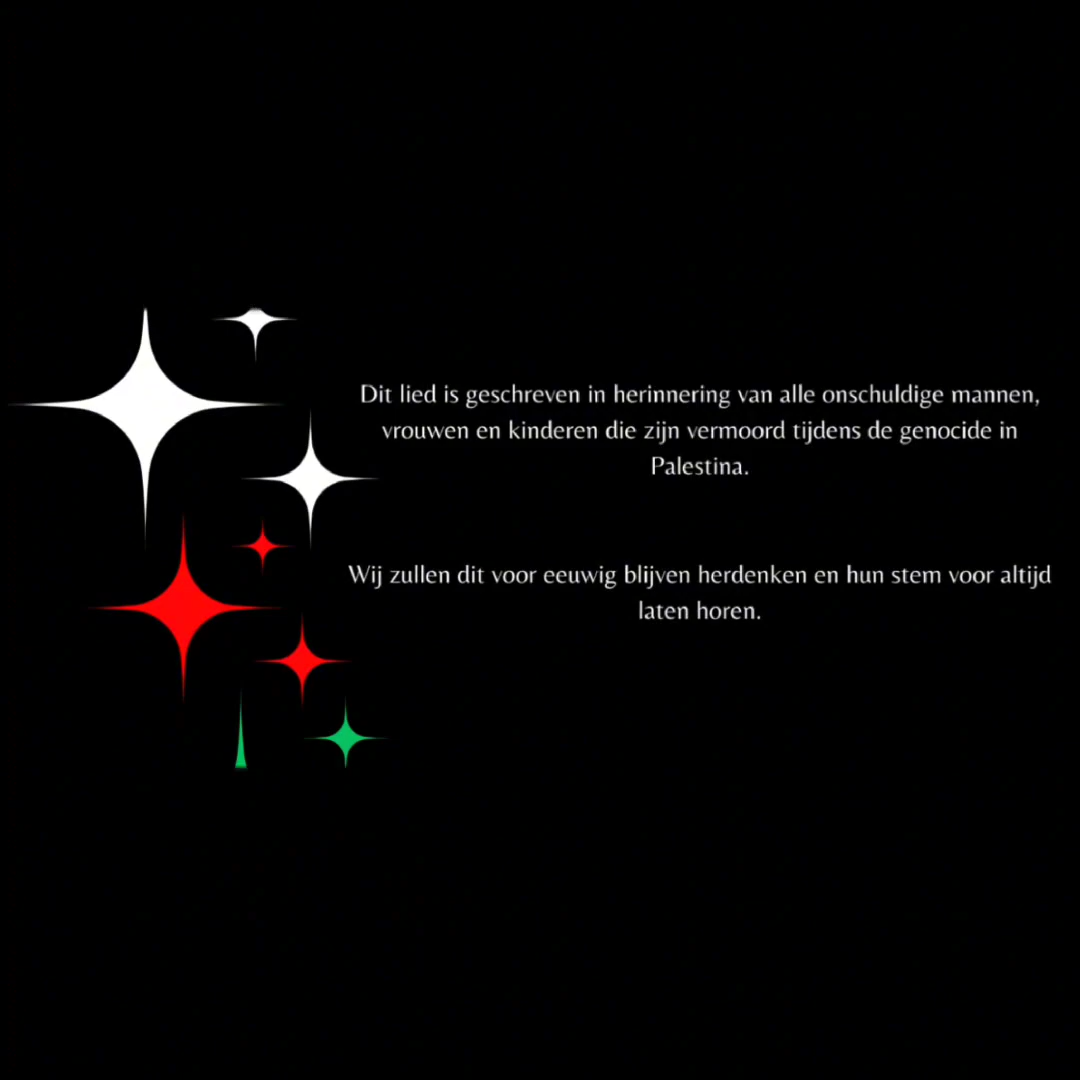 Dit lied is geschreven in herinnering van alle onschuldige mannen,
vrouwen en kinderen die zijn vermoord tijdens de genocide in
Palestina.
Wij zullen dit voor eeuwig blijven herdenken en hun stem voor altijd
laten horen.